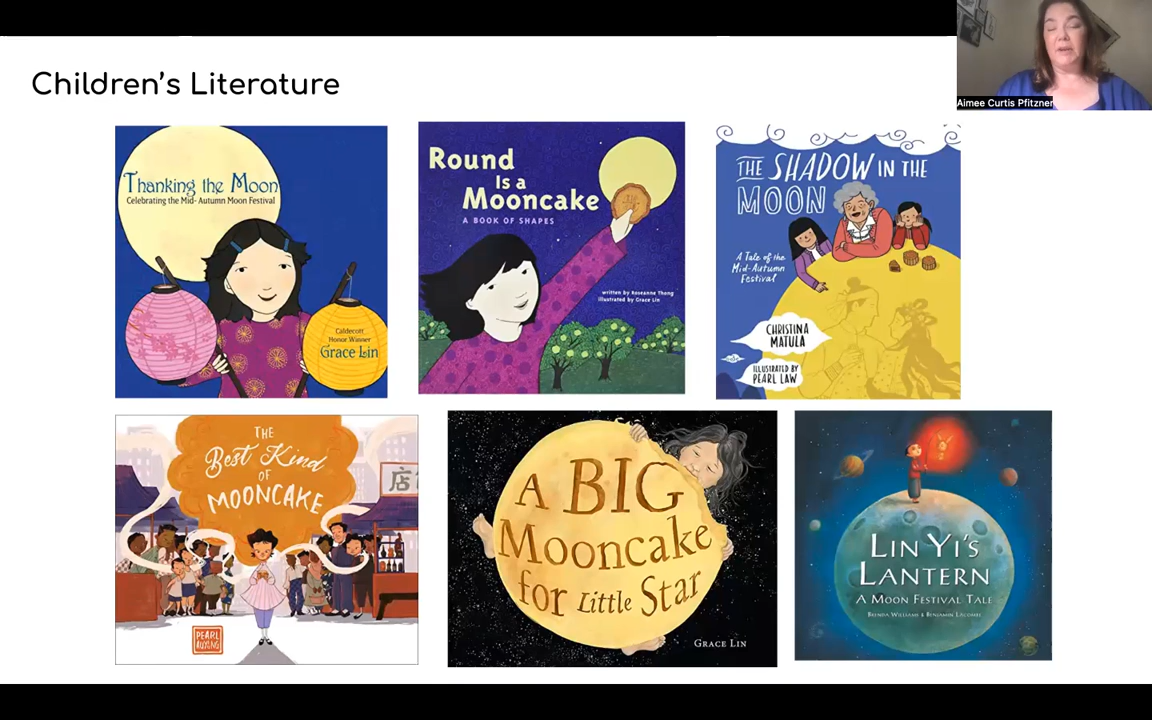 Children's Literature
Aimee Curtis Pfitzner
Thanking the Moon
Celebrating the Mid- Autumn Moon Festival
Caldecott
Honor Winner
Grace Lin
Round
Is a
Mooncake
A BOOK OF SHAPES
written by Roseanne Thong
illustrated by Grace Lin
THE SHADOW IN THE
MOON
A Tale of the
Mid-Autumn
Festival
CHRISTINA
MATULA
ILLUSTRATED BY
PEARL LAW
THE
Best Kind
OF
MOONCAKE
店
PEARL
AUYEUNG
A BIG
Mooncake
for Little Star
GRACE LIN
LIN YI'S
LANTERN
A MOON FESTIVAL TALE
BRENDA WILLIAMS & BENJAMIN LACOMBE